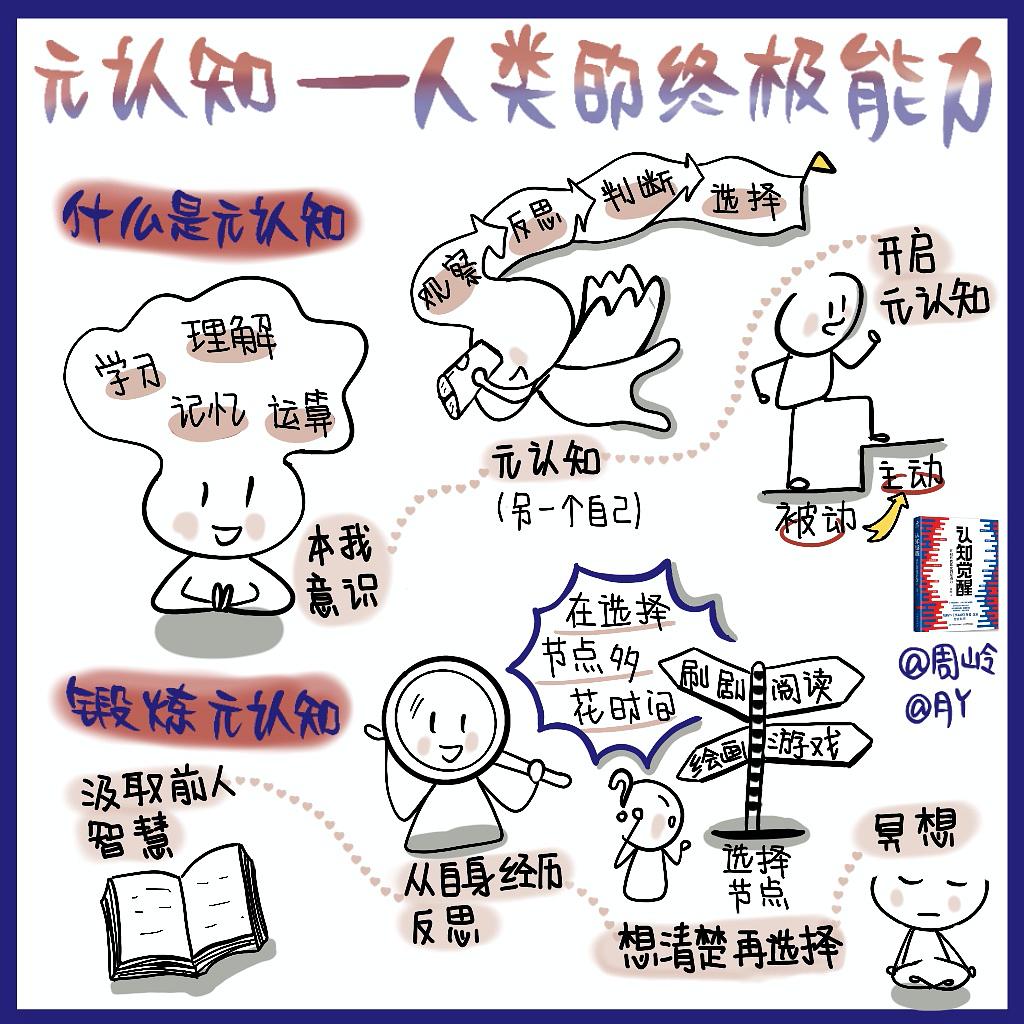 元认知——人类的终极能力
什么是元认知
学习
理解
记忆
运算
本我
意识
观察
反思
判断
选择
元认知
(另一个自己)
开启
元认知
被动
主动
认知觉醒
@周岭
@月丫
锻炼元认知
汲取前人
智慧
从自身经历
反思
在选择
节点多
花时间
刷剧
阅读
绘画
游戏
选择
节点
想清楚再选择
冥想